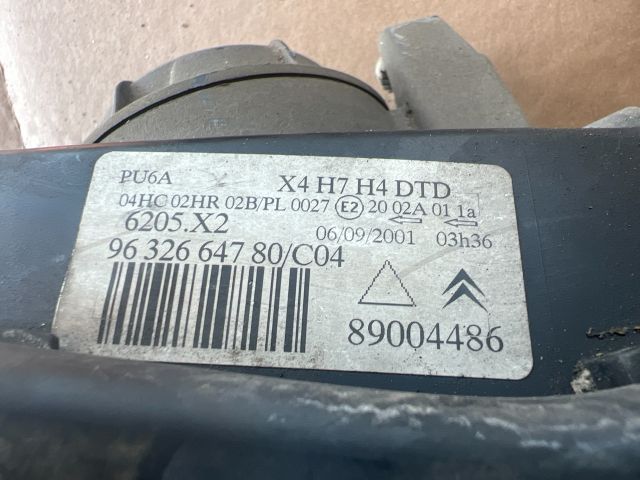 PU6A X4 H7 H4 DTD
04HC 02HR 02B/PL 0027 E2 20 02A 01 1a
6205.X2 06/09/2001 03h36
96 326 647 80/C04
89004486